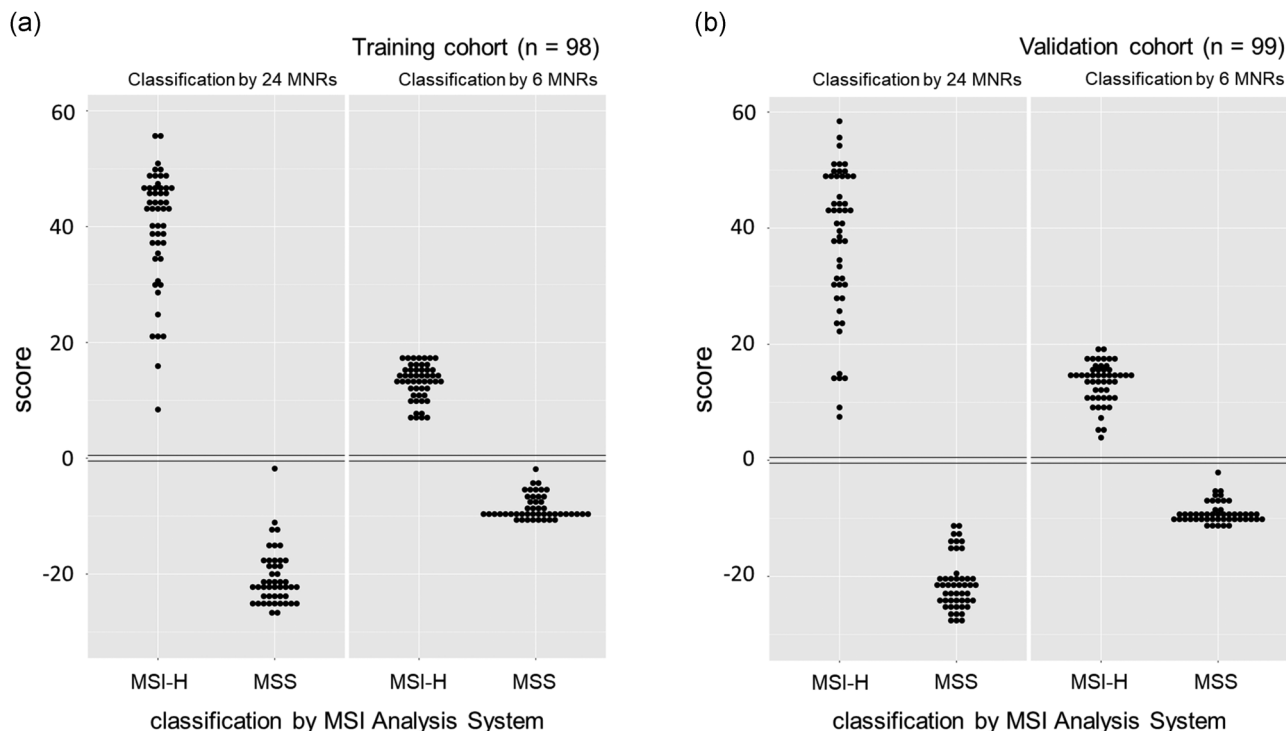 (a)
Training cohort (n = 98)
Classification by 24 MNRs
Classification by 6 MNRs
60
40
20
0
-20
score
MSI-H
MSS
MSI-H
MSS
classification by MSI Analysis System
(b)
Validation cohort (n = 99)
Classification by 24 MNRs
Classification by 6 MNRs
60
40
20
0
-20
score
MSI-H
MSS
MSI-H
MSS
classification by MSI Analysis System